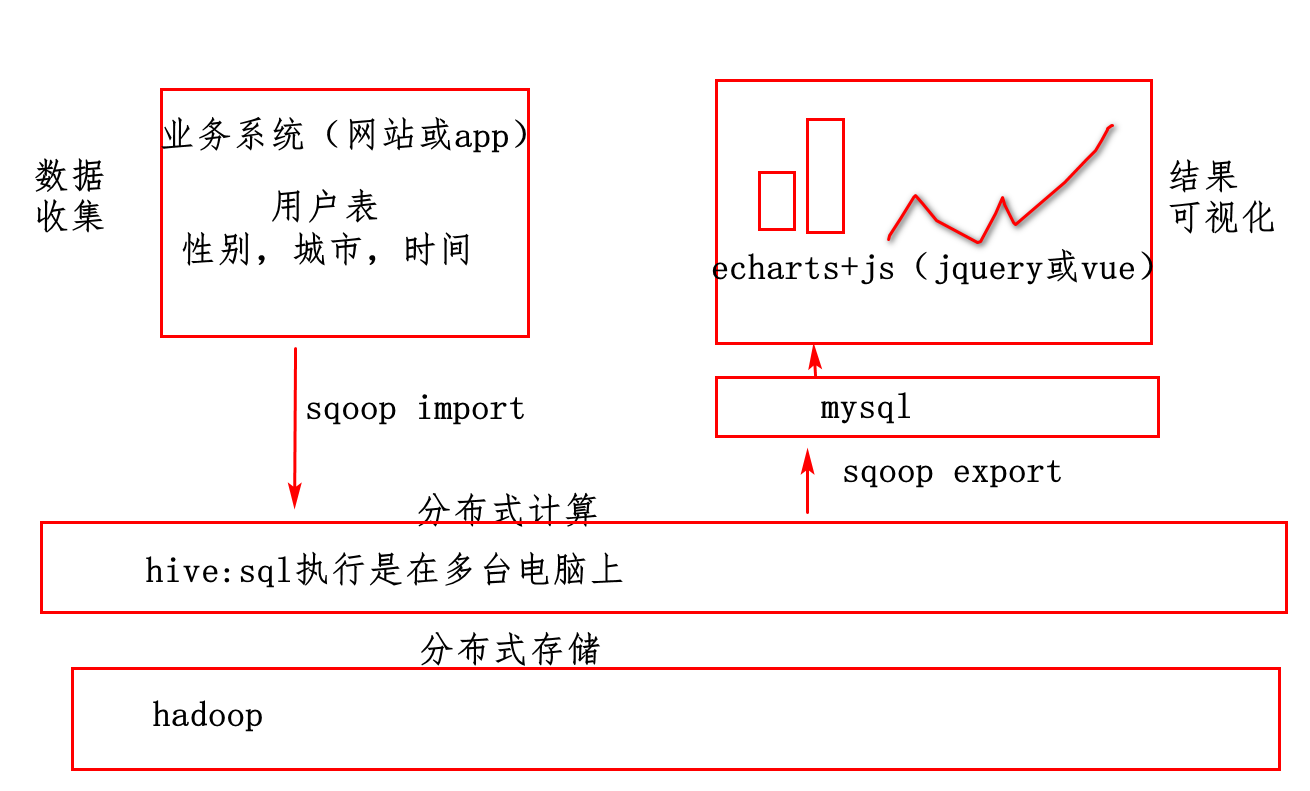 数据
收集
业务系统（网站或app）
用户表
性别，城市，时间
echarts+js（jquery或vue）
结果
可视化
sqoop import
mysql
sqoop export
分布式计算
hive:sql执行是在多台电脑上
分布式存储
hadoop